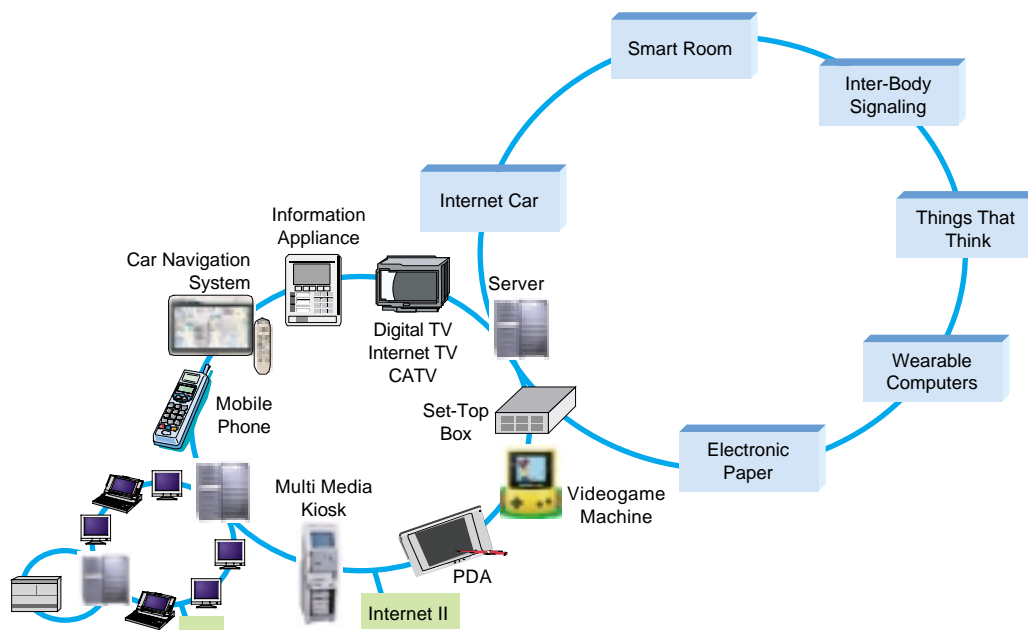 Smart Room
Inter-Body
Signaling
Internet Car
Things That
Think
Information
Appliance
Car Navigation
System
Server
Digital TV
Internet TV
CATV
Wearable
Computers
Mobile
Phone
Set-Top
Box
Electronic
Paper
Multi Media
Kiosk
Videogame
Machine
PDA
Internet II